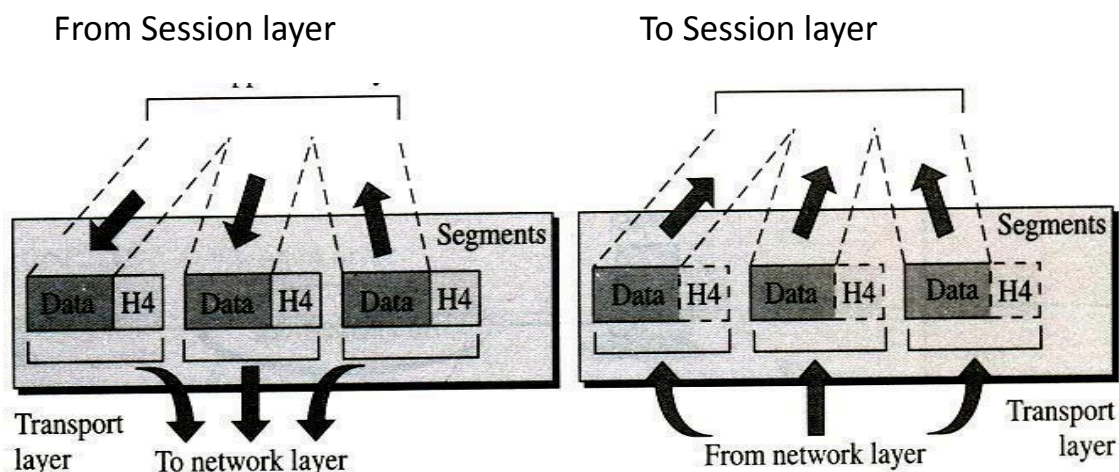 From Session layer
To Session layer
Segments
Data H4 Data H4 Data H4
Transport
layer
To network layer
Segments
Data H4 Data H4 Data H4
From network layer
Transport
layer